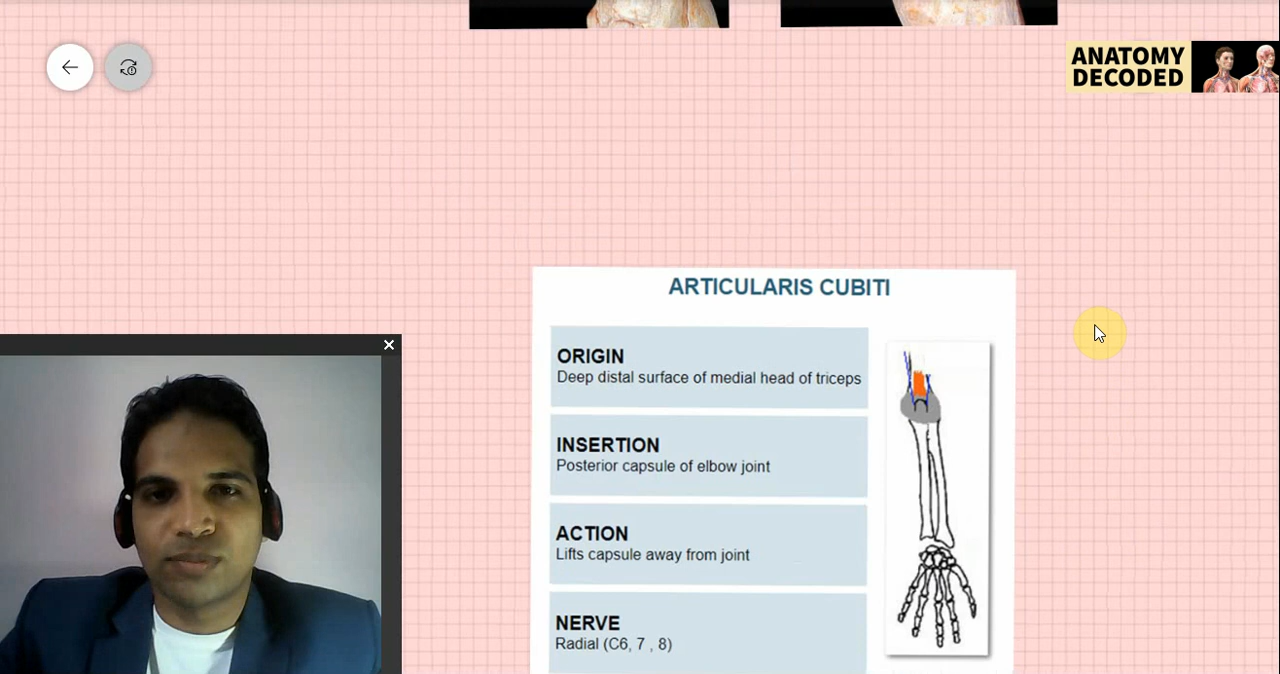 ANATOMY
DECODED
ARTICULARIS CUBITI
ORIGIN
Deep distal surface of medial head of triceps
INSERTION
Posterior capsule of elbow joint
ACTION
Lifts capsule away from joint
NERVE
Radial (C6, 7 , 8)